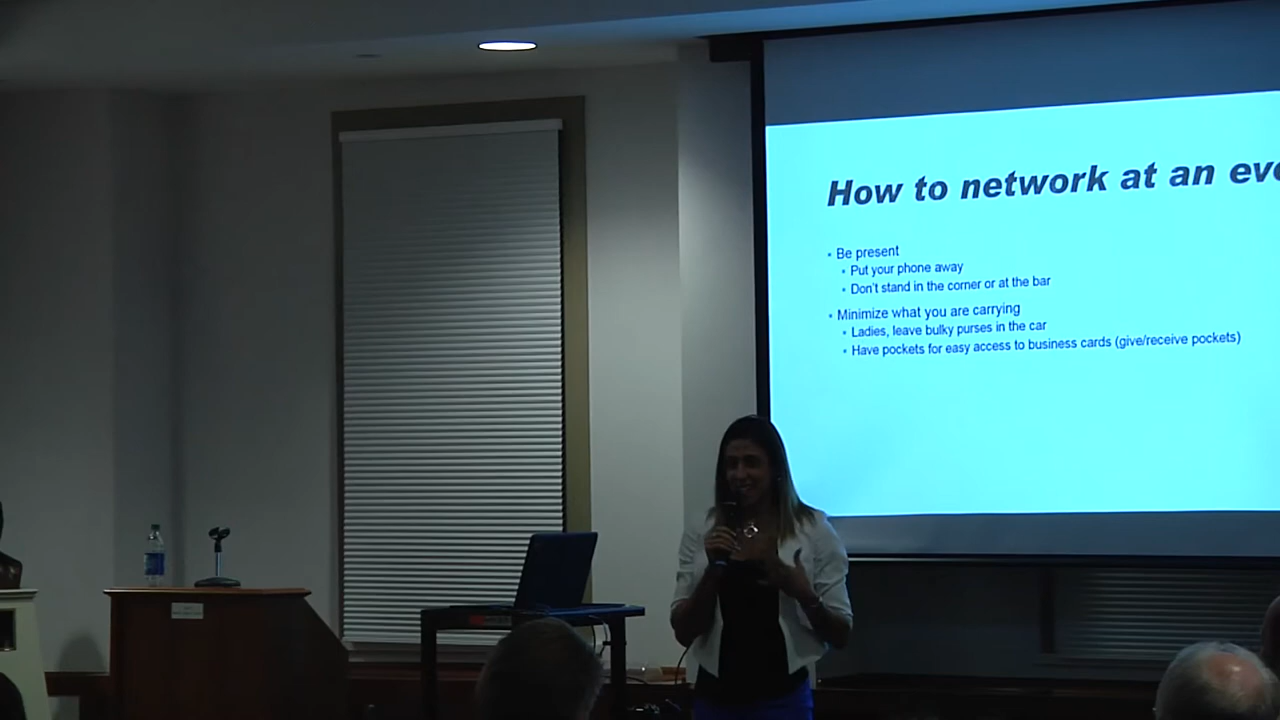 How to network at an eve
• Be present
• Put your phone away
• Don't stand in the corner or at the bar
• Minimize what you are carrying
• Ladies, leave bulky purses in the car
• Have pockets for easy access to business cards (give/receive pockets)